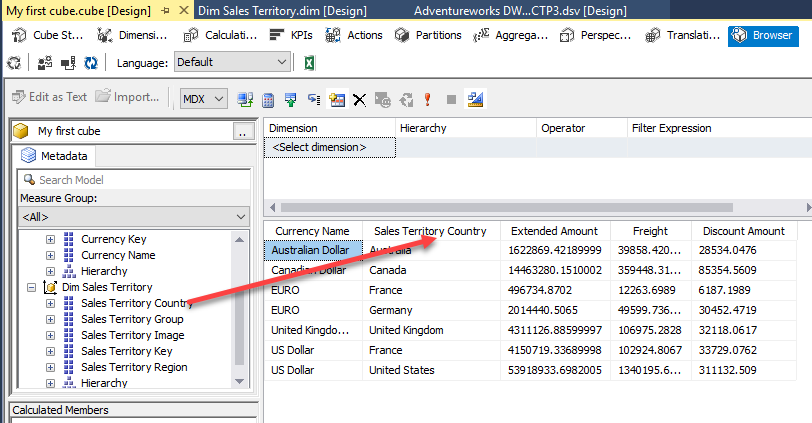 My first cube.cube [Design]
Dim Sales Territory.dim [Design]
Adventureworks DW...CTP3.dsv [Design]
Cube St...
Dimensi...
Calculati...
KPIs
Actions
Partitions
Aggrega...
Perspec...
Translati...
Browser
Language:
Default
Edit as Text
Import...
MDX
My first cube
..
Metadata
Search Model
Measure Group:
<All>
Currency Key
Currency Name
Hierarchy
Dim Sales Territory
Sales Territory Country
Sales Territory Group
Sales Territory Image
Sales Territory Key
Sales Territory Region
Hierarchy
Calculated Members
Dimension Hierarchy Operator Filter Expression
<Select dimension>
Currency Name Sales Territory Country Extended Amount Freight Discount Amount
Australian Dollar Australia 1622869.42189999 39858.420... 28534.0476
Canadian Dollar Canada 14463280.1510002 359448.31... 85354.5609
EURO France 496734.8702 12263.6989 6187.1989
EURO Germany 2014440.5065 49599.736... 30452.4719
United Kingdo... United Kingdom 4311126.88599997 106975.2828 32118.0617
US Dollar France 4150719.33689998 102924.8067 33729.0762
US Dollar United States 53918933.6982005 1340195.6... 311132.509